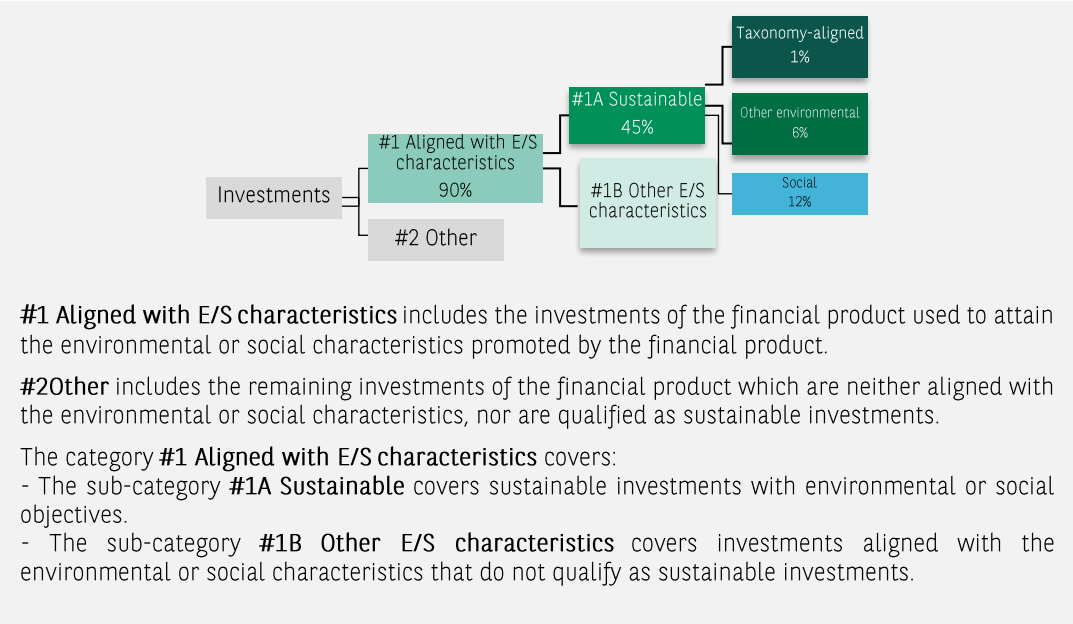 Taxonomy-aligned
1%
#1A Sustainable
45%
Other environmental
6%
#1 Aligned with E/S
characteristics
90%
Social
12%
Investments
#1B Other E/S
characteristics
#2 Other
#1 Aligned with E/S characteristics includes the investments of the financial product used to attain
the environmental or social characteristics promoted by the financial product.
#2Other includes the remaining investments of the financial product which are neither aligned with
the environmental or social characteristics, nor are qualified as sustainable investments.
The category #1 Aligned with E/S characteristics covers:
- The sub-category #1A Sustainable covers sustainable investments with environmental or social
objectives.
- The sub-category #1B Other E/S characteristics covers investments aligned with the
environmental or social characteristics that do not qualify as sustainable investments.